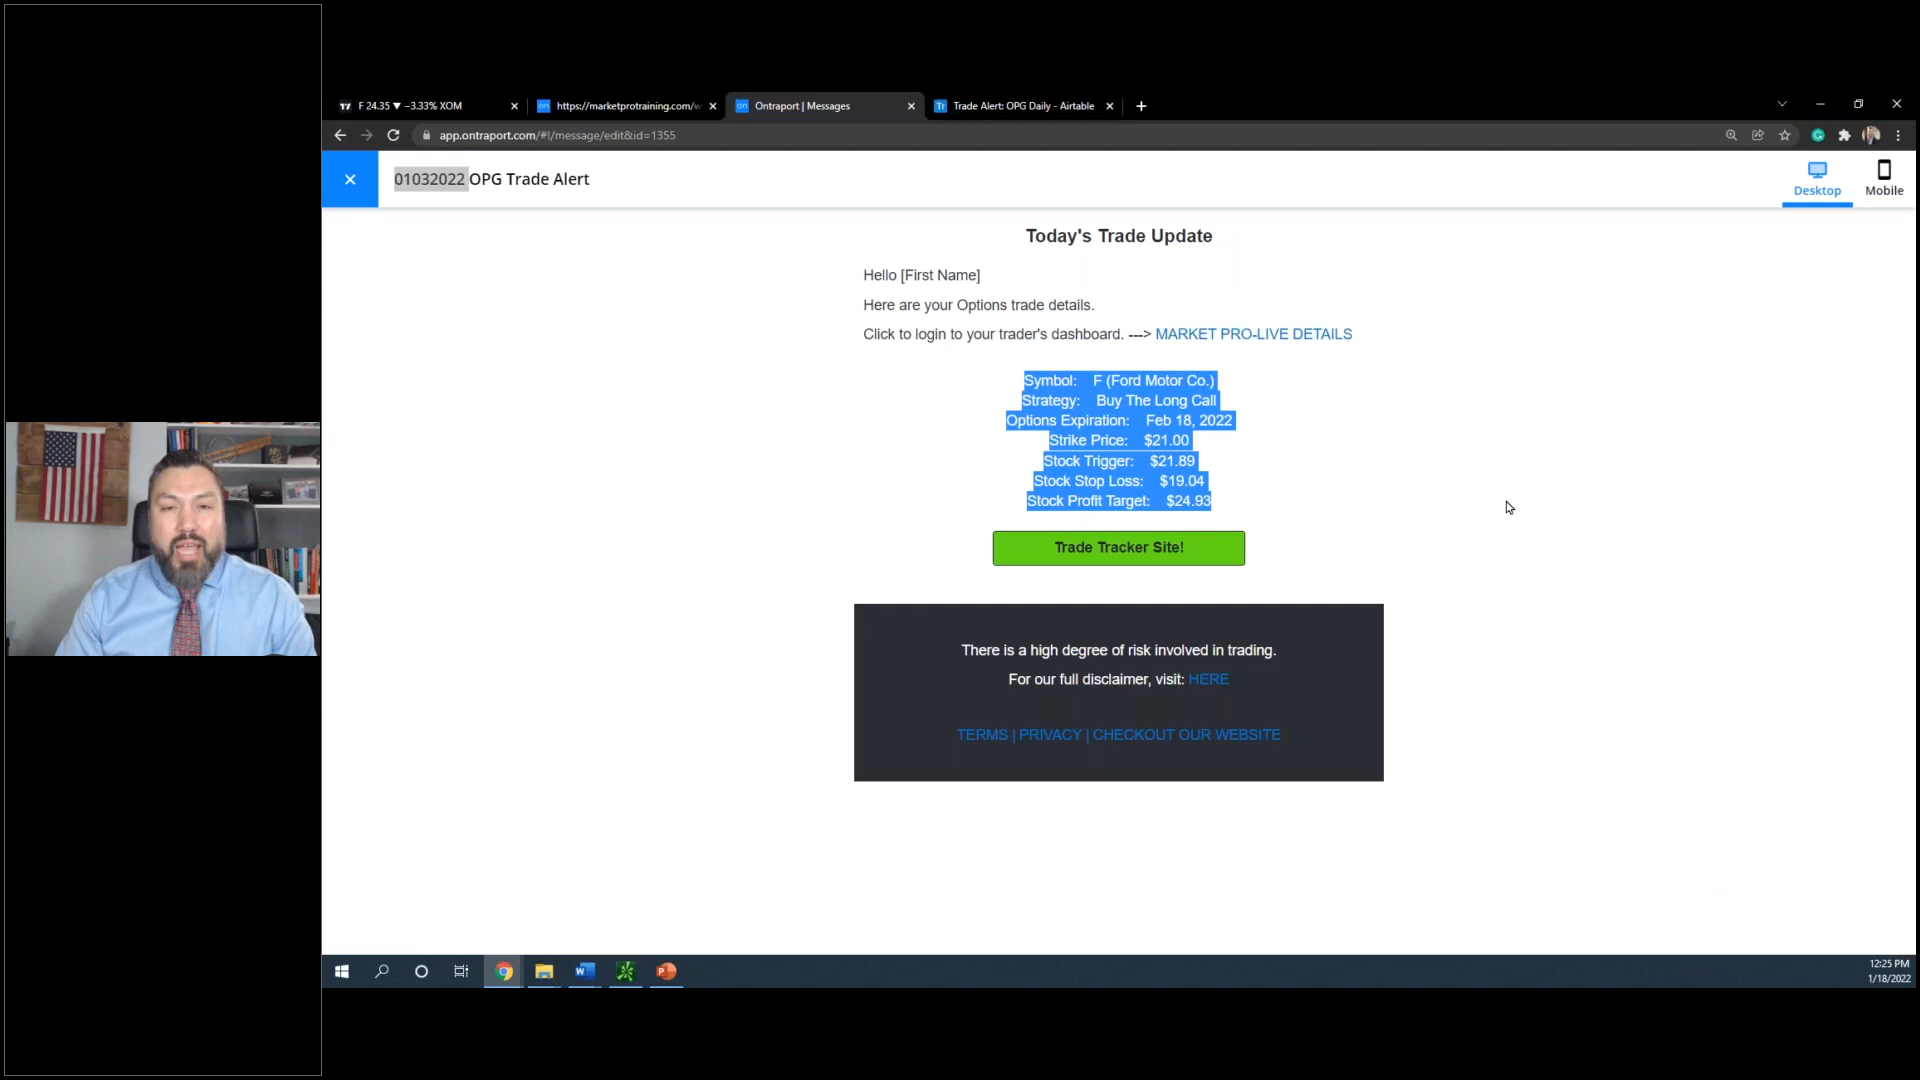 F 24.35 ▼ −3.33% XOM
https://marketprotraining.com/w
Ontraport | Messages
Trade Alert: OPG Daily - Airtable
app.ontraport.com/#!/message/edit&id=1355
01032022 OPG Trade Alert
Desktop
Mobile
Today's Trade Update
Hello [First Name]
Here are your Options trade details.
Click to login to your trader's dashboard. ---> MARKET PRO-LIVE DETAILS
Symbol: F (Ford Motor Co.)
Strategy: Buy The Long Call
Options Expiration: Feb 18, 2022
Strike Price: $21.00
Stock Trigger: $21.89
Stock Stop Loss: $19.04
Stock Profit Target: $24.93
Trade Tracker Site!
There is a high degree of risk involved in trading.
For our full disclaimer, visit: HERE
TERMS | PRIVACY | CHECKOUT OUR WEBSITE
12:25 PM
1/18/2022